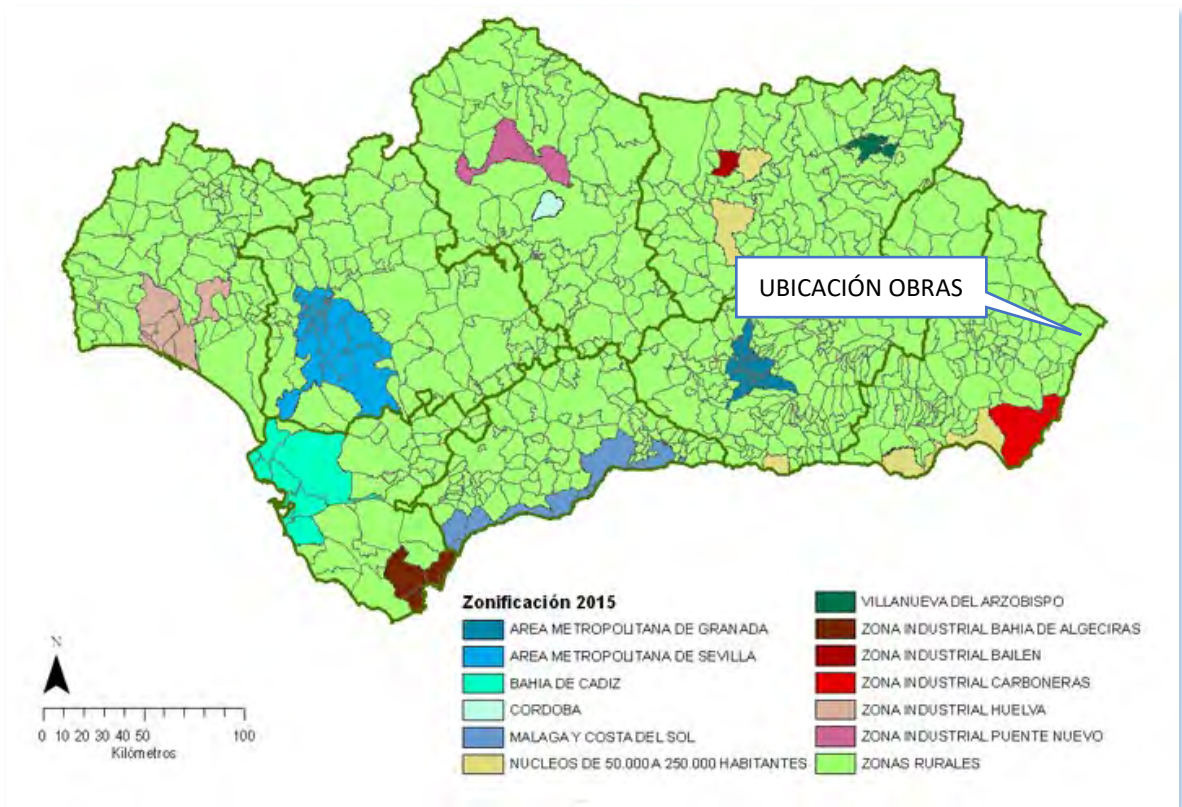 UBICACIÓN OBRAS
Zonificación 2015
AREA METROPOLITANA DE GRANADA
AREA METROPOLITANA DE SEVILLA
BAHIA DE CADIZ
CORDOBA
MALAGA Y COSTA DEL SOL
NUCLEOS DE 50.000 A 250.000 HABITANTES
VILLANUEVA DEL ARZOBISPO
ZONA INDUSTRIAL BAHIA DE ALGECIRAS
ZONA INDUSTRIAL BAILEN
ZONA INDUSTRIAL CARBONERAS
ZONA INDUSTRIAL HUELVA
ZONA INDUSTRIAL PUENTE NUEVO
ZONAS RURALES
N
0 10 20 30 40 50 100
Kilómetros